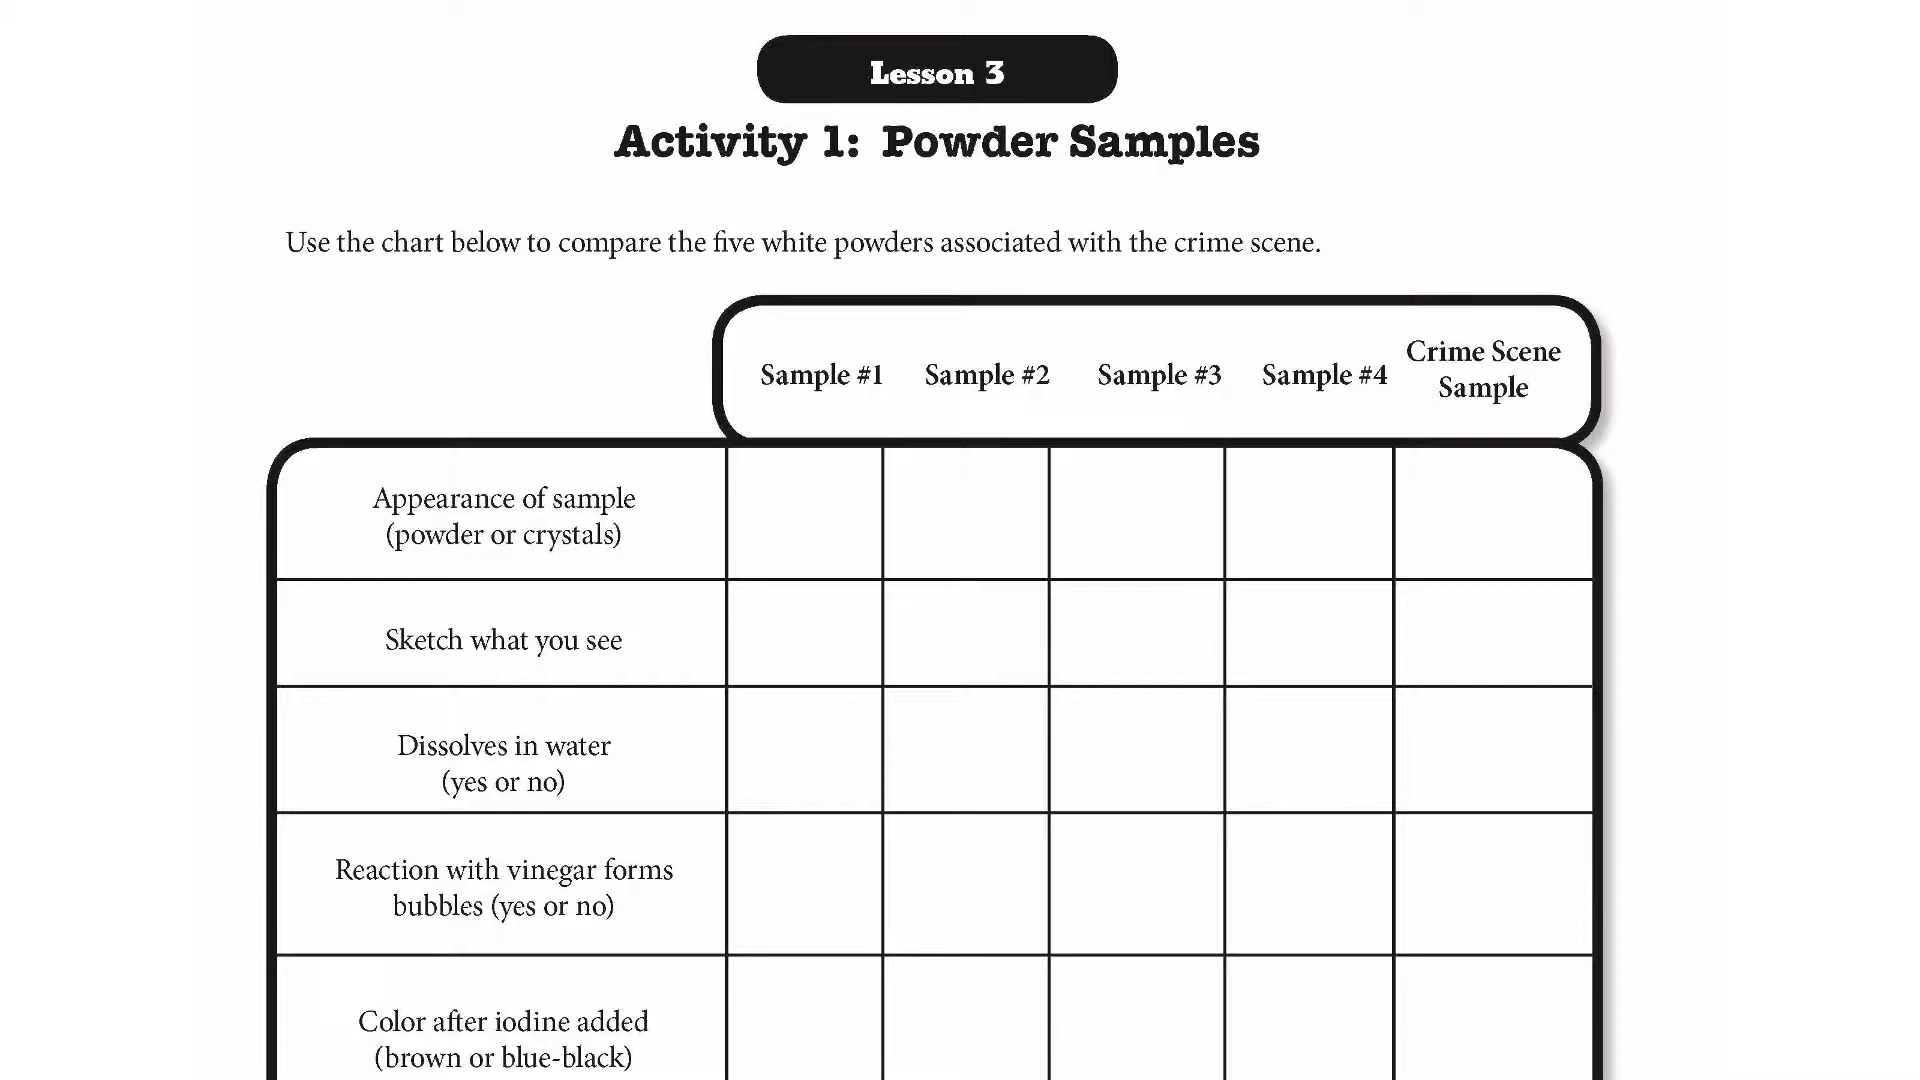 Lesson 3
Activity 1: Powder Samples
Use the chart below to compare the five white powders associated with the crime scene.
Sample #1 Sample #2 Sample #3 Sample #4 Crime Scene
Sample
Appearance of sample
(powder or crystals)
Sketch what you see
Dissolves in water
(yes or no)
Reaction with vinegar forms
bubbles (yes or no)
Color after iodine added
(brown or blue-black)